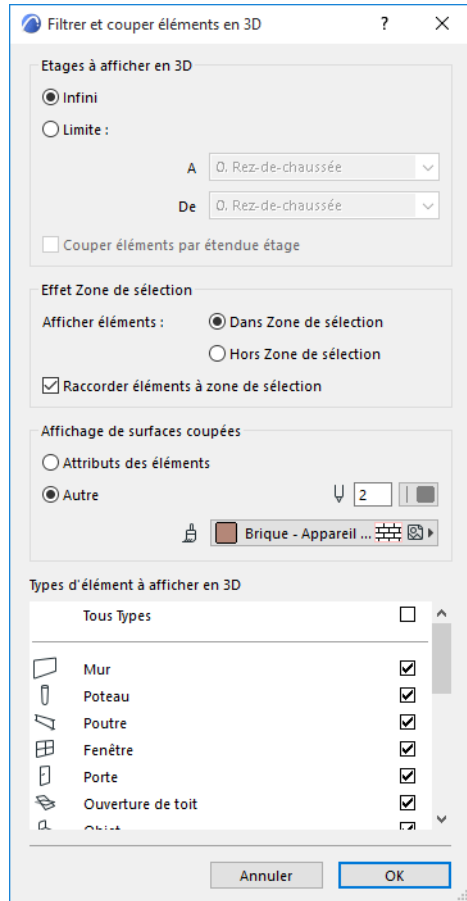 Filtrer et couper éléments en 3D
Etages à afficher en 3D
Infini
Limite :
A 0. Rez-de-chaussée
De 0. Rez-de-chaussée
Couper éléments par étendue étage
Effet Zone de sélection
Afficher éléments : Dans Zone de sélection
Hors Zone de sélection
Raccorder éléments à zone de sélection
Affichage de surfaces coupées
Attributs des éléments
Autre 2
Brique - Appareil ...
Types d'élément à afficher en 3D
Tous Types
Mur
Poteau
Poutre
Fenêtre
Porte
Ouverture de toit
Objet
Annuler OK